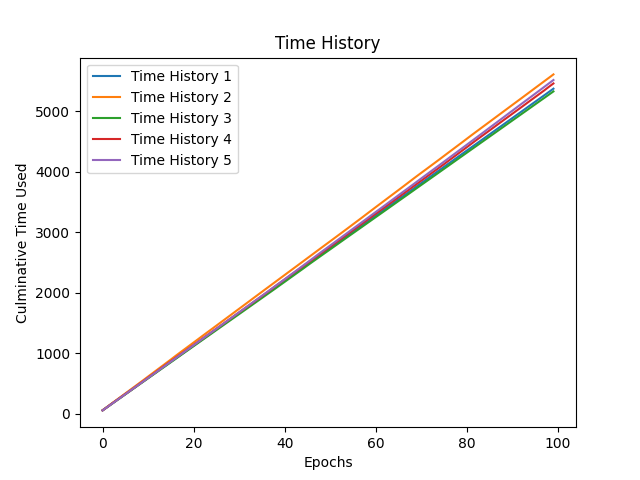 Time History
Time History 1
Time History 2
Time History 3
Time History 4
Time History 5
Culminative Time Used
5000
4000
3000
2000
1000
0
0 20 40 60 80 100
Epochs